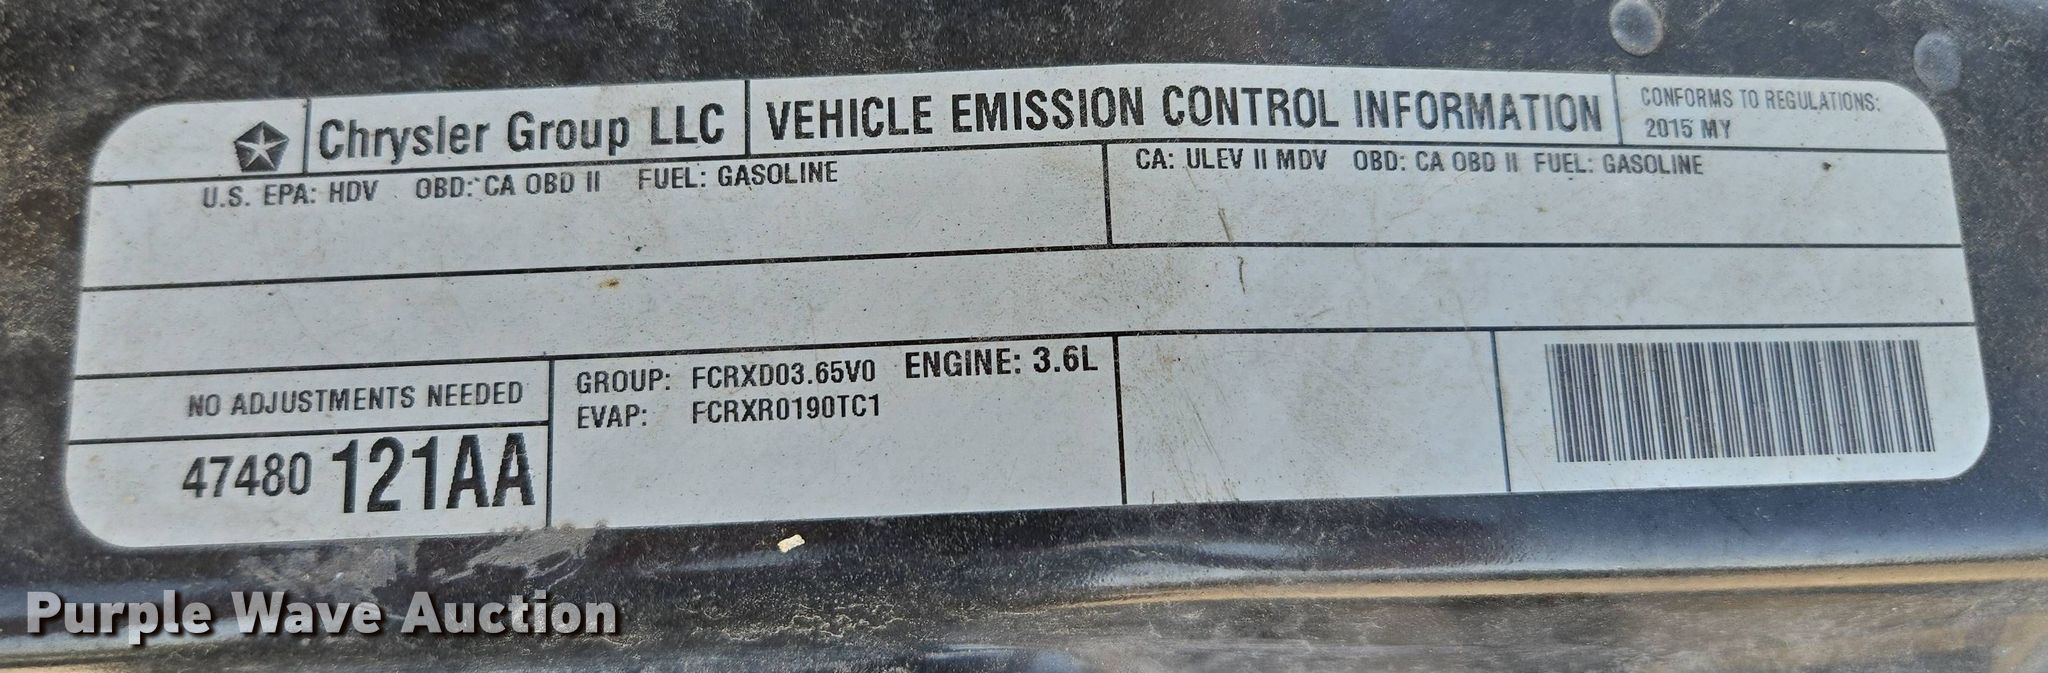 Chrysler Group LLC
VEHICLE EMISSION CONTROL INFORMATION
CONFORMS TO REGULATIONS:
2015 MY
U.S. EPA: HDV OBD: CA OBD II FUEL: GASOLINE
CA: ULEV II MDV OBD: CA OBD II FUEL: GASOLINE
NO ADJUSTMENTS NEEDED
47480 121AA
GROUP: FCRXD03.65V0 ENGINE: 3.6L
EVAP: FCRXR0190TC1
Purple Wave Auction